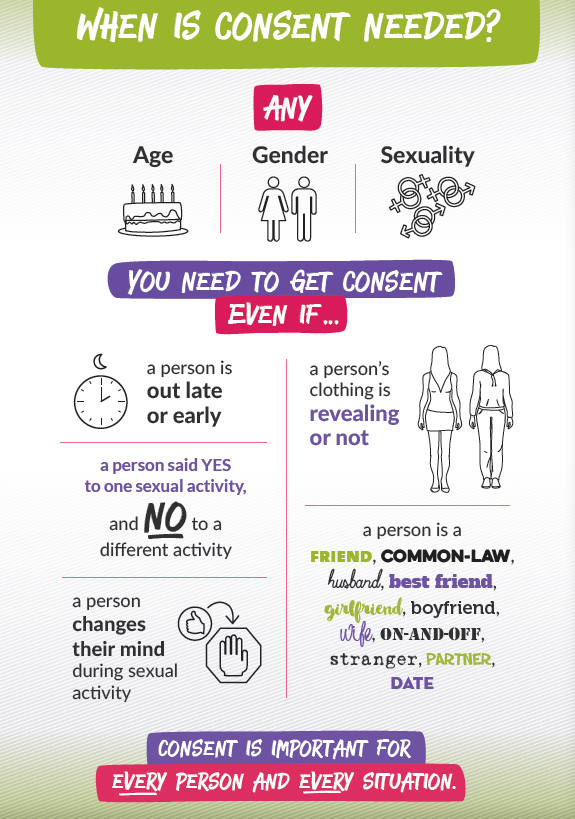 WHEN IS CONSENT NEEDED?
ANY
Age
Gender
Sexuality
YOU NEED TO GET CONSENT
EVEN IF...
a person is
out late
or early
a person said YES
to one sexual activity,
and NO to a
different activity
a person
changes
their mind
during sexual
activity
a person's
clothing is
revealing
or not
a person is a
FRIEND, COMMON-LAW,
husband, best friend,
girlfriend, boyfriend,
wife, ON-AND-OFF,
stranger, PARTNER,
DATE
CONSENT IS IMPORTANT FOR
EVERY PERSON AND EVERY SITUATION.